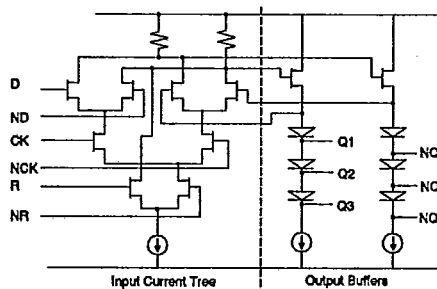 D
ND
CK
NCK
R
NR
Q1
Q2
Q3
NQ
NQ
NQ
Input Current Tree
Output Buffers